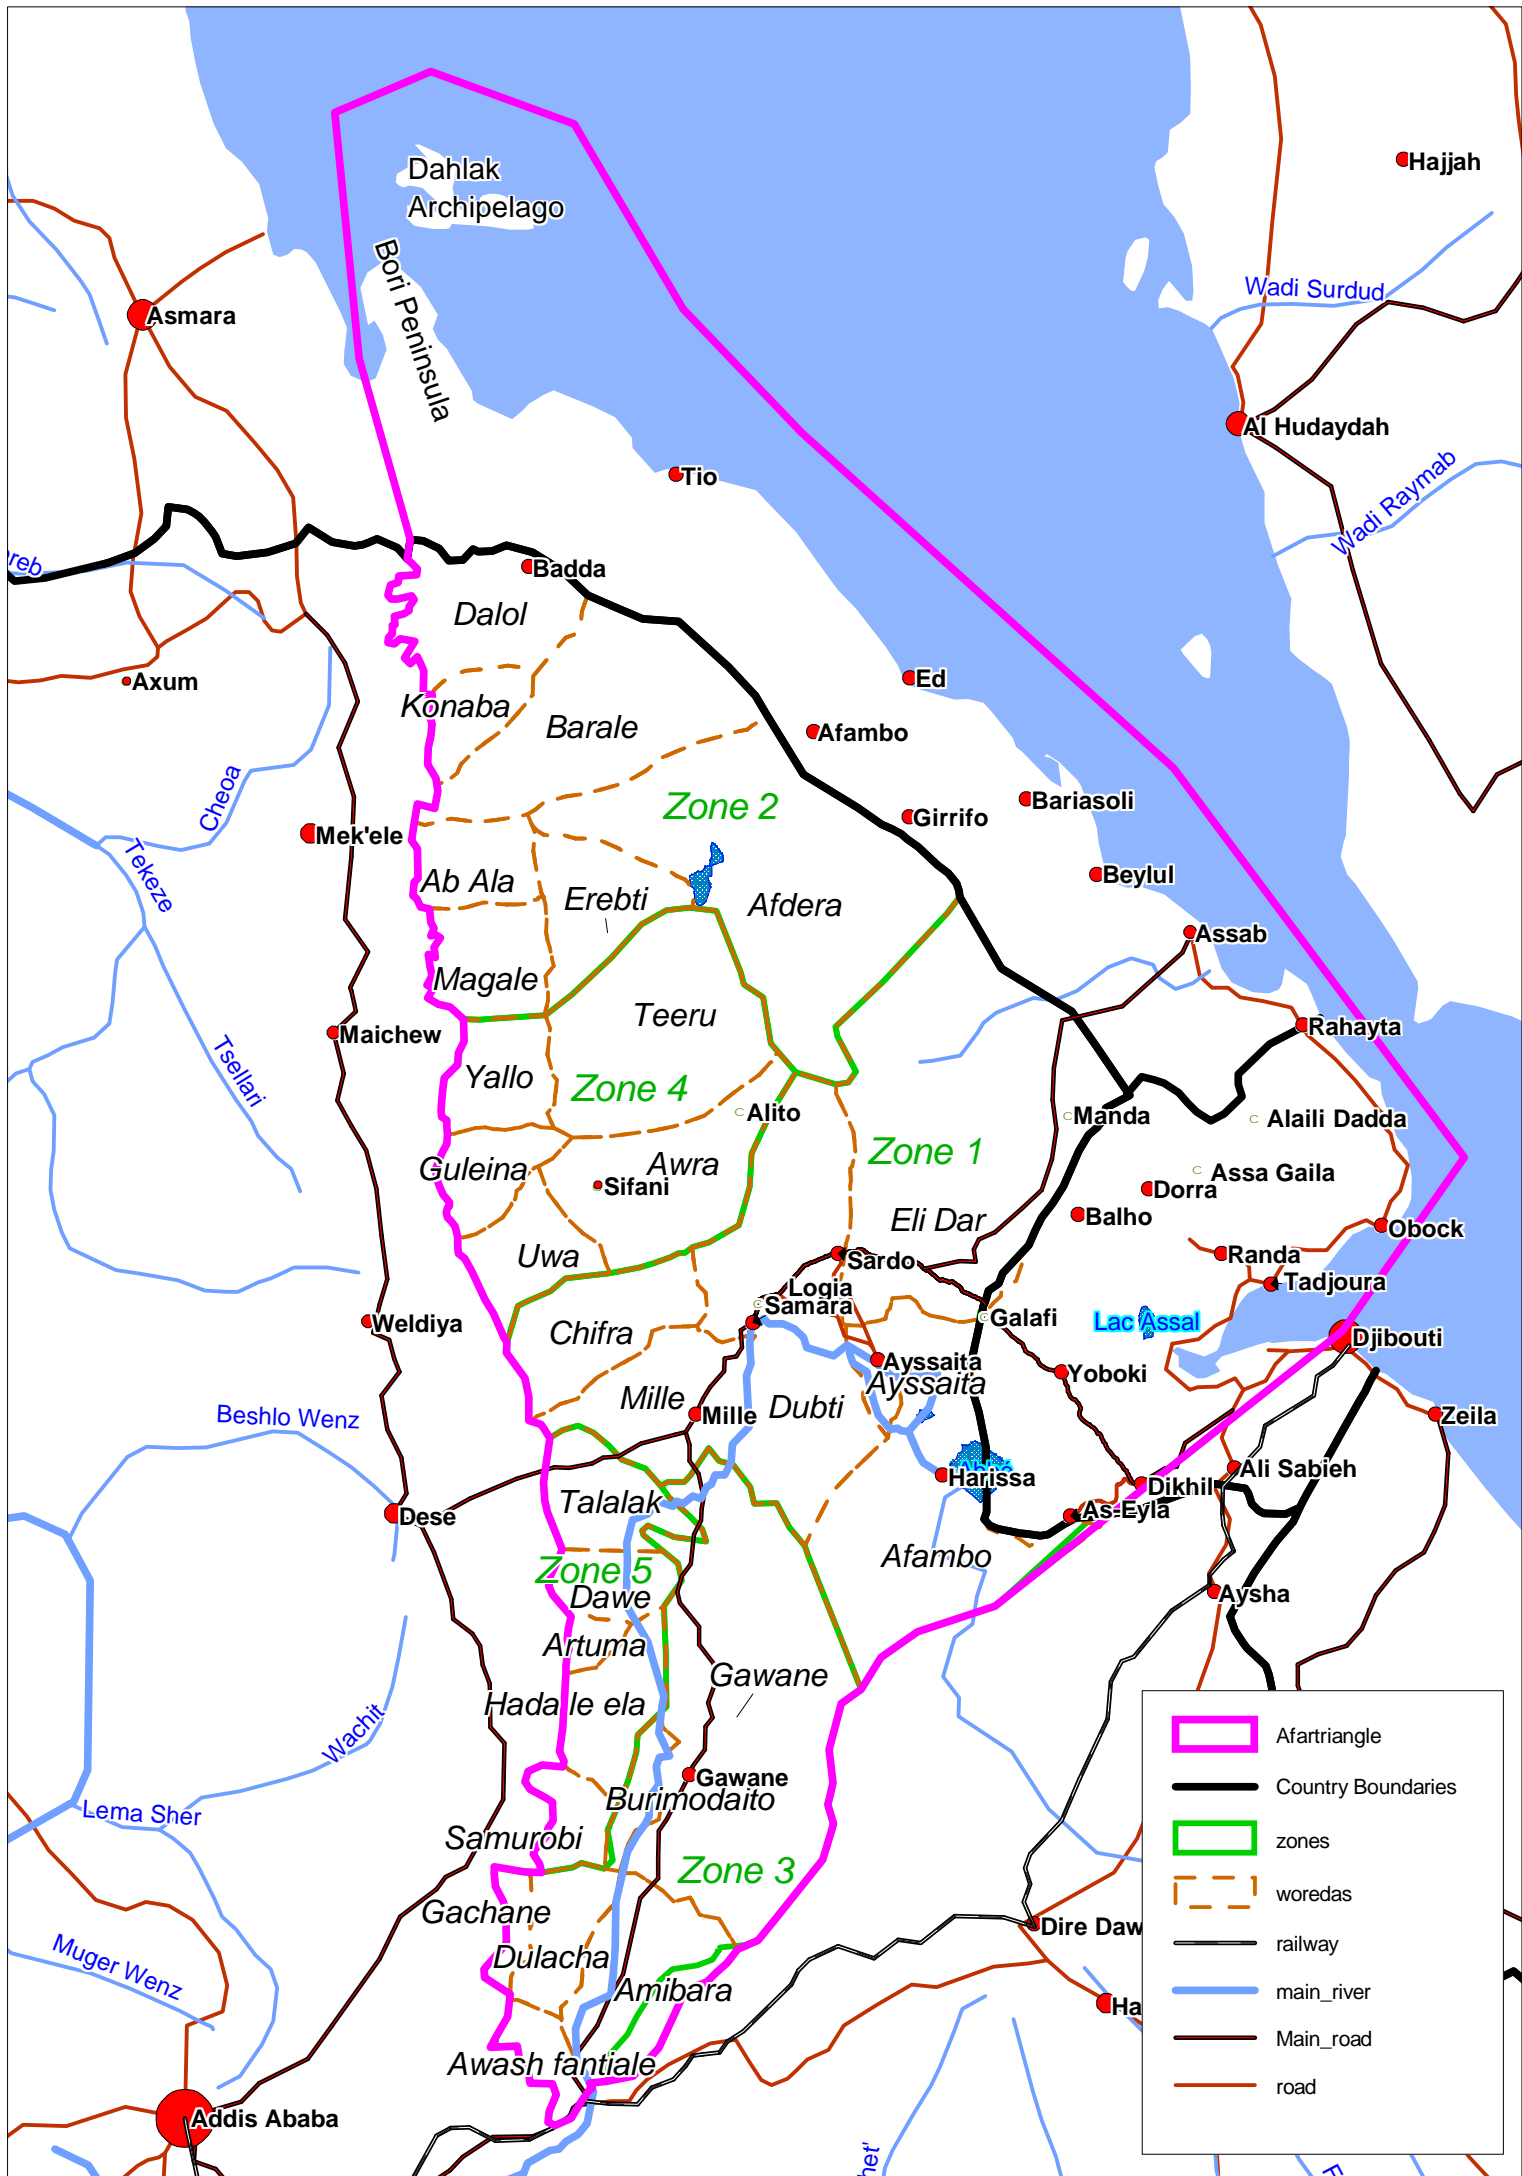 Hajjah
Dahlak
Archipelago
Bori Peninsula
Wadi Surdud
Asmara
Al Hudaydah
Tio
Wadi Raymab
reb
Badda
Dalol
Axum
Ed
Konaba
Barale
Afambo
Cheoa
Zone 2
Bariasoli
Girrifo
Mek'ele
Tekeze
Ab Ala
Erebti
Afdera
Beylul
Assab
Magale
Teeru
Rahayta
Maichew
Tsellari
Yallo
Zone 4
Alito
Manda
Alaili Dadda
Zone 1
Guleina
Awra
Sifani
Assa Gaila
Dorra
Balho
Eli Dar
Obock
Uwa
Sardo
Randa
Tadjoura
Logia
Samara
Galafi
Lac Assal
Weldiya
Chifra
Djibouti
Ayssaita
Ayssaita
Yoboki
Mille
Mille
Dubti
Beshlo Wenz
Zeila
Harissa
Ali Sabieh
Dikhil
Talalak
Dese
As-Eyla
Afambo
Zone 5
Dawe
Aysha
Artuma
Gawane
Hadale ela
Wachit
Afartriangle
Gawane
Country Boundaries
Burimodaito
Lema Sher
Samurobi
zones
Zone 3
woredas
Gachane
Dire Daw
railway
Muger Wenz
Dulacha
Amibara
main_river
Ha
Main_road
Awash fantiale
road
Addis Ababa
het'